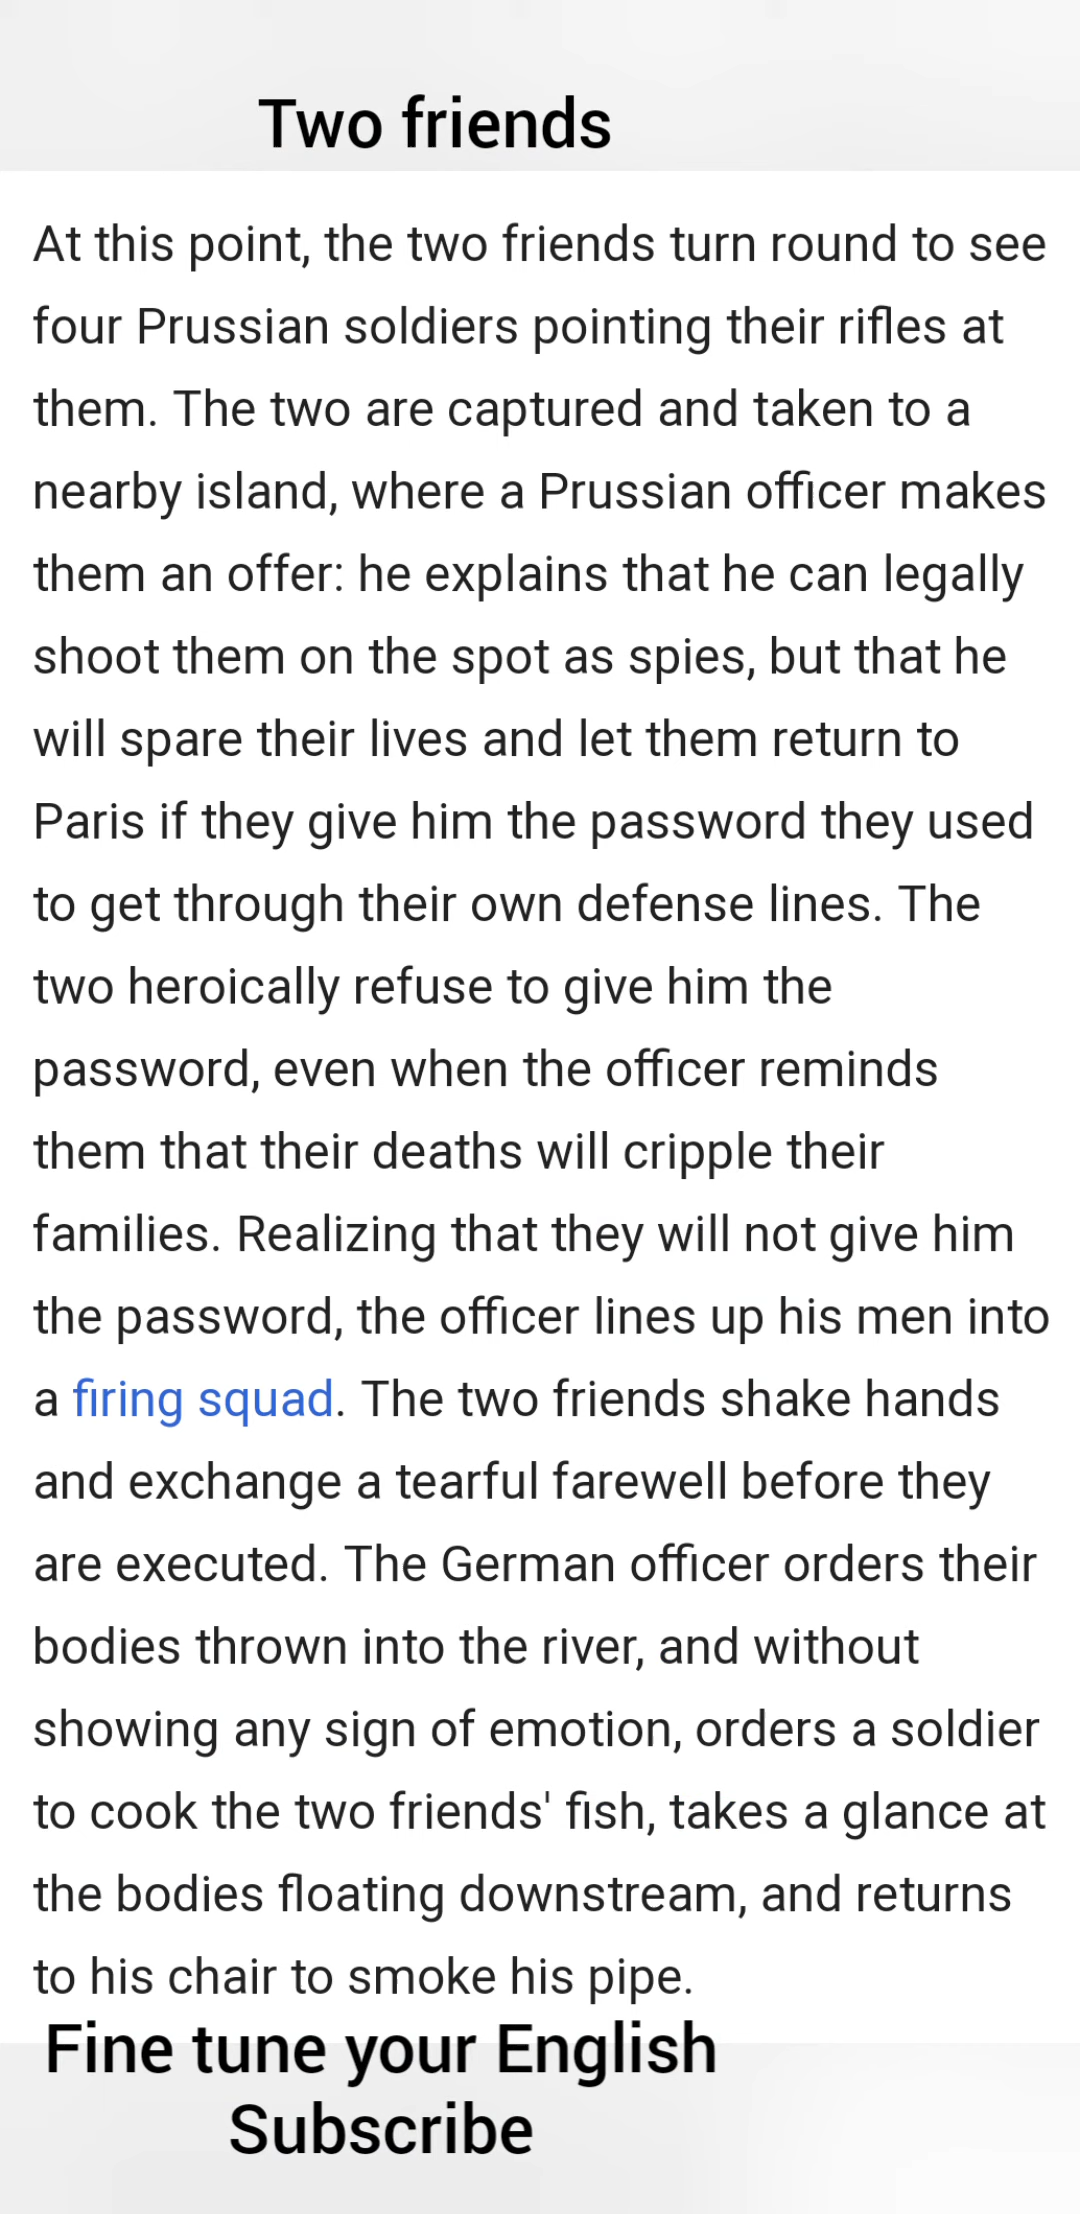 Two friends
At this point, the two friends turn round to see
four Prussian soldiers pointing their rifles at
them. The two are captured and taken to a
nearby island, where a Prussian officer makes
them an offer: he explains that he can legally
shoot them on the spot as spies, but that he
will spare their lives and let them return to
Paris if they give him the password they used
to get through their own defense lines. The
two heroically refuse to give him the
password, even when the officer reminds
them that their deaths will cripple their
families. Realizing that they will not give him
the password, the officer lines up his men into
a firing squad. The two friends shake hands
and exchange a tearful farewell before they
are executed. The German officer orders their
bodies thrown into the river, and without
showing any sign of emotion, orders a soldier
to cook the two friends' fish, takes a glance at
the bodies floating downstream, and returns
to his chair to smoke his pipe.
Fine tune your English
Subscribe